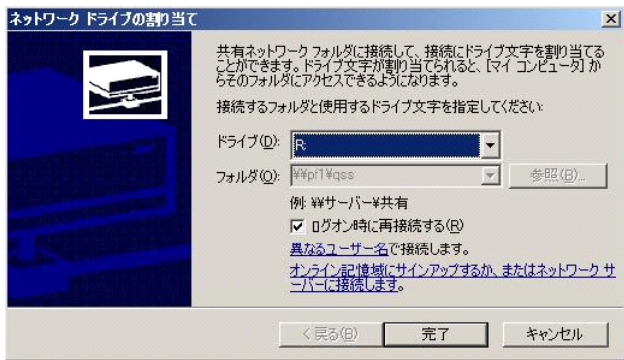 ネットワーク ドライブの割り当て
共有ネットワーク フォルダに接続して、接続にドライブ文字を割り当てる
ことができます。ドライブ文字が割り当てられると、[マイ コンピュータ] か
らそのフォルダにアクセスできるようになります。
接続するフォルダと使用するドライブ文字を指定してください:
ドライブ(D): R:
フォルダ(O): ¥¥pf1¥qss 参照(B)...
例: ¥¥サーバー¥共有
ログオン時に再接続する(R)
異なるユーザー名で接続します。
オンライン記憶域にサインアップするか、またはネットワーク サ
ーバーに接続します。
< 戻る(B) 完了 キャンセル